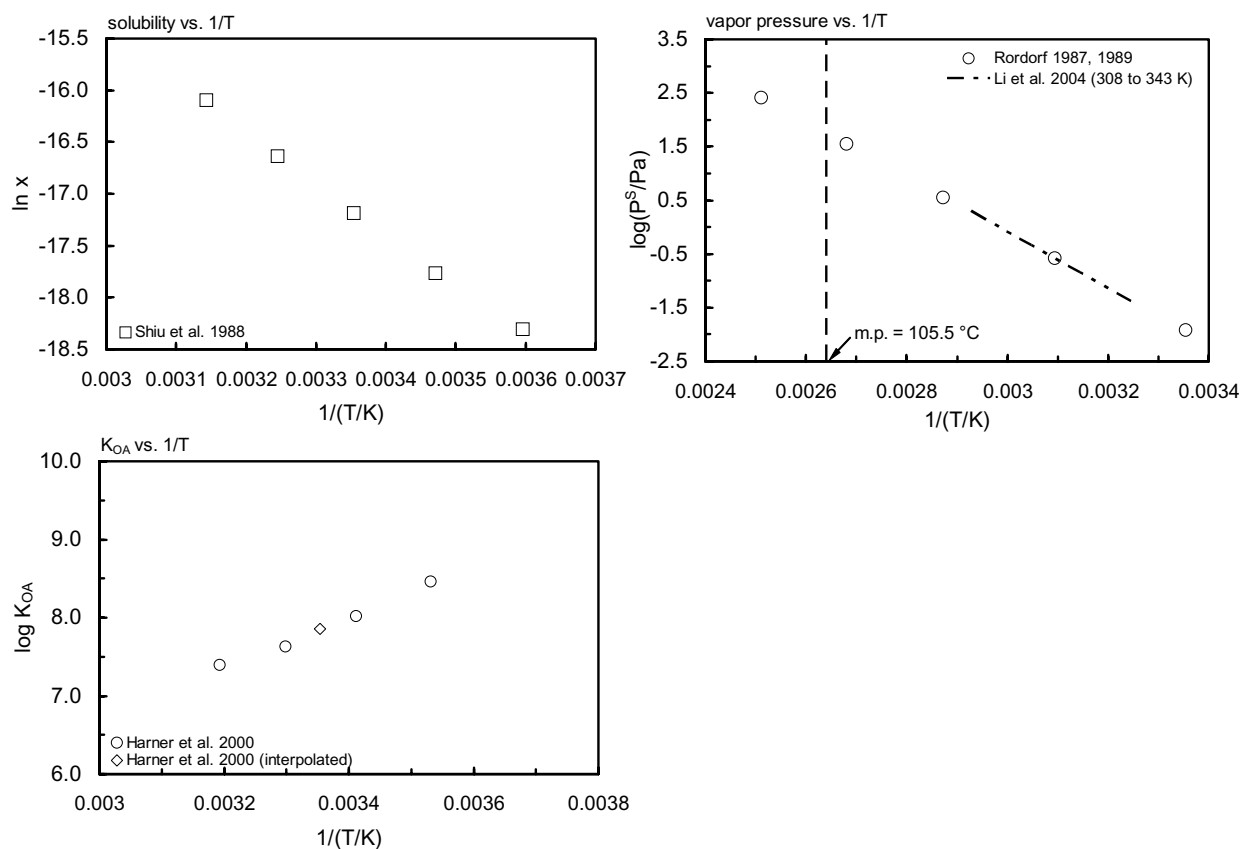 solubility vs. 1/T
-15.5
-16.0
-16.5
-17.0
-17.5
-18.0
-18.5
ln x
Shiu et al. 1988
0.003 0.0031 0.0032 0.0033 0.0034 0.0035 0.0036 0.0037
1/(T/K)
vapor pressure vs. 1/T
3.5
2.5
1.5
0.5
-0.5
-1.5
-2.5
log(P^S/Pa)
Rordorf 1987, 1989
Li et al. 2004 (308 to 343 K)
m.p. = 105.5 °C
0.0024 0.0026 0.0028 0.003 0.0032 0.0034
1/(T/K)
K_OA vs. 1/T
10.0
9.0
8.0
7.0
6.0
log K_OA
Harner et al. 2000
Harner et al. 2000 (interpolated)
0.003 0.0032 0.0034 0.0036 0.0038
1/(T/K)